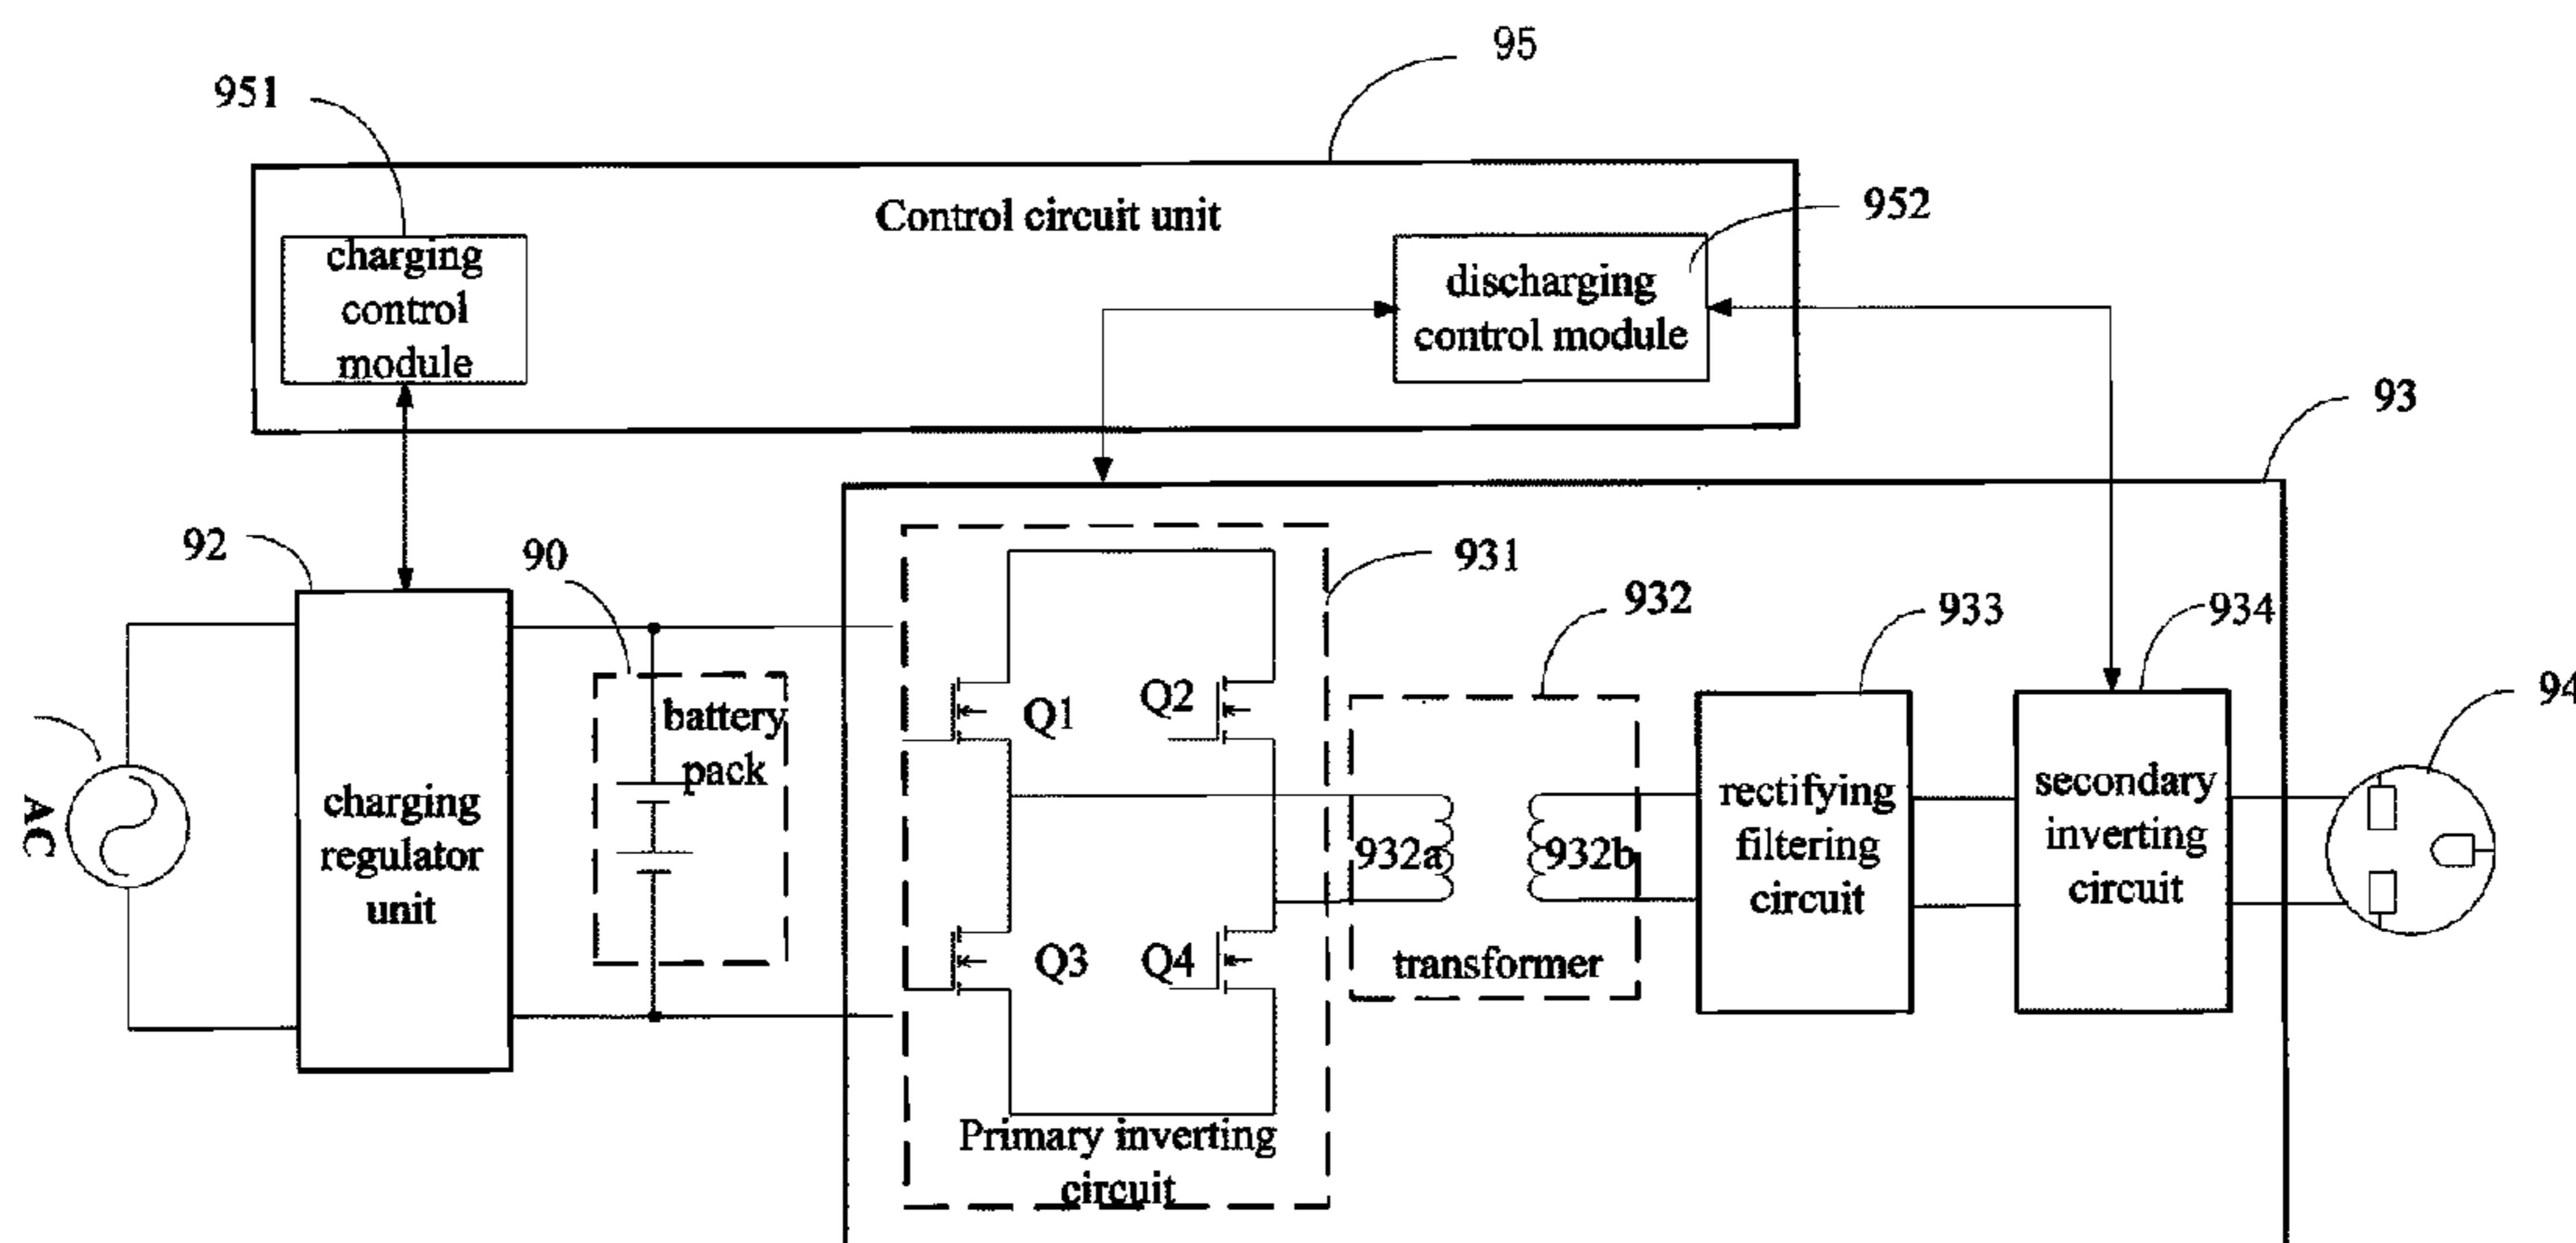 95
951
Control circuit unit
952
charging
control
module
discharging
control module
93
92
90
931
932
933
934
94
battery
pack
Q1
Q2
AC
charging
regulator
unit
932a
932b
rectifying
filtering
circuit
secondary
inverting
circuit
Q3
Q4
transformer
Primary inverting
circuit